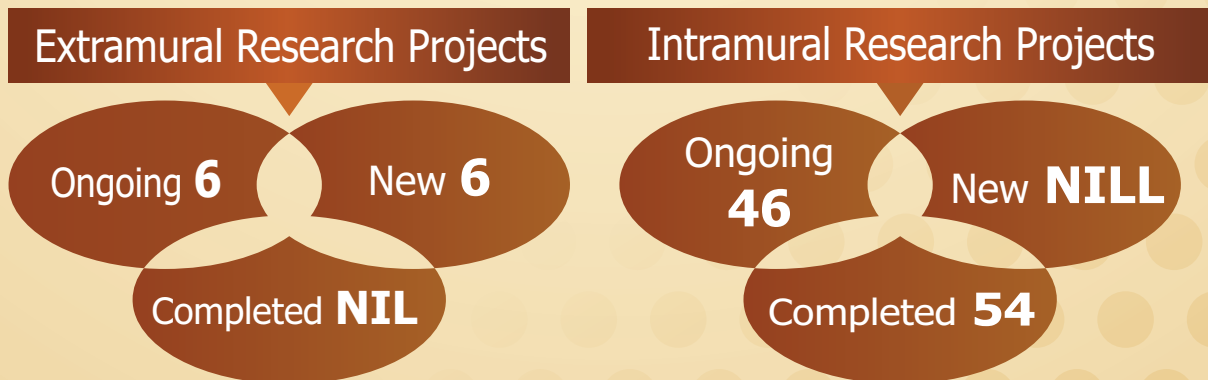 Extramural Research Projects
Ongoing 6
New 6
Completed NIL
Intramural Research Projects
Ongoing
46
New NILL
Completed 54